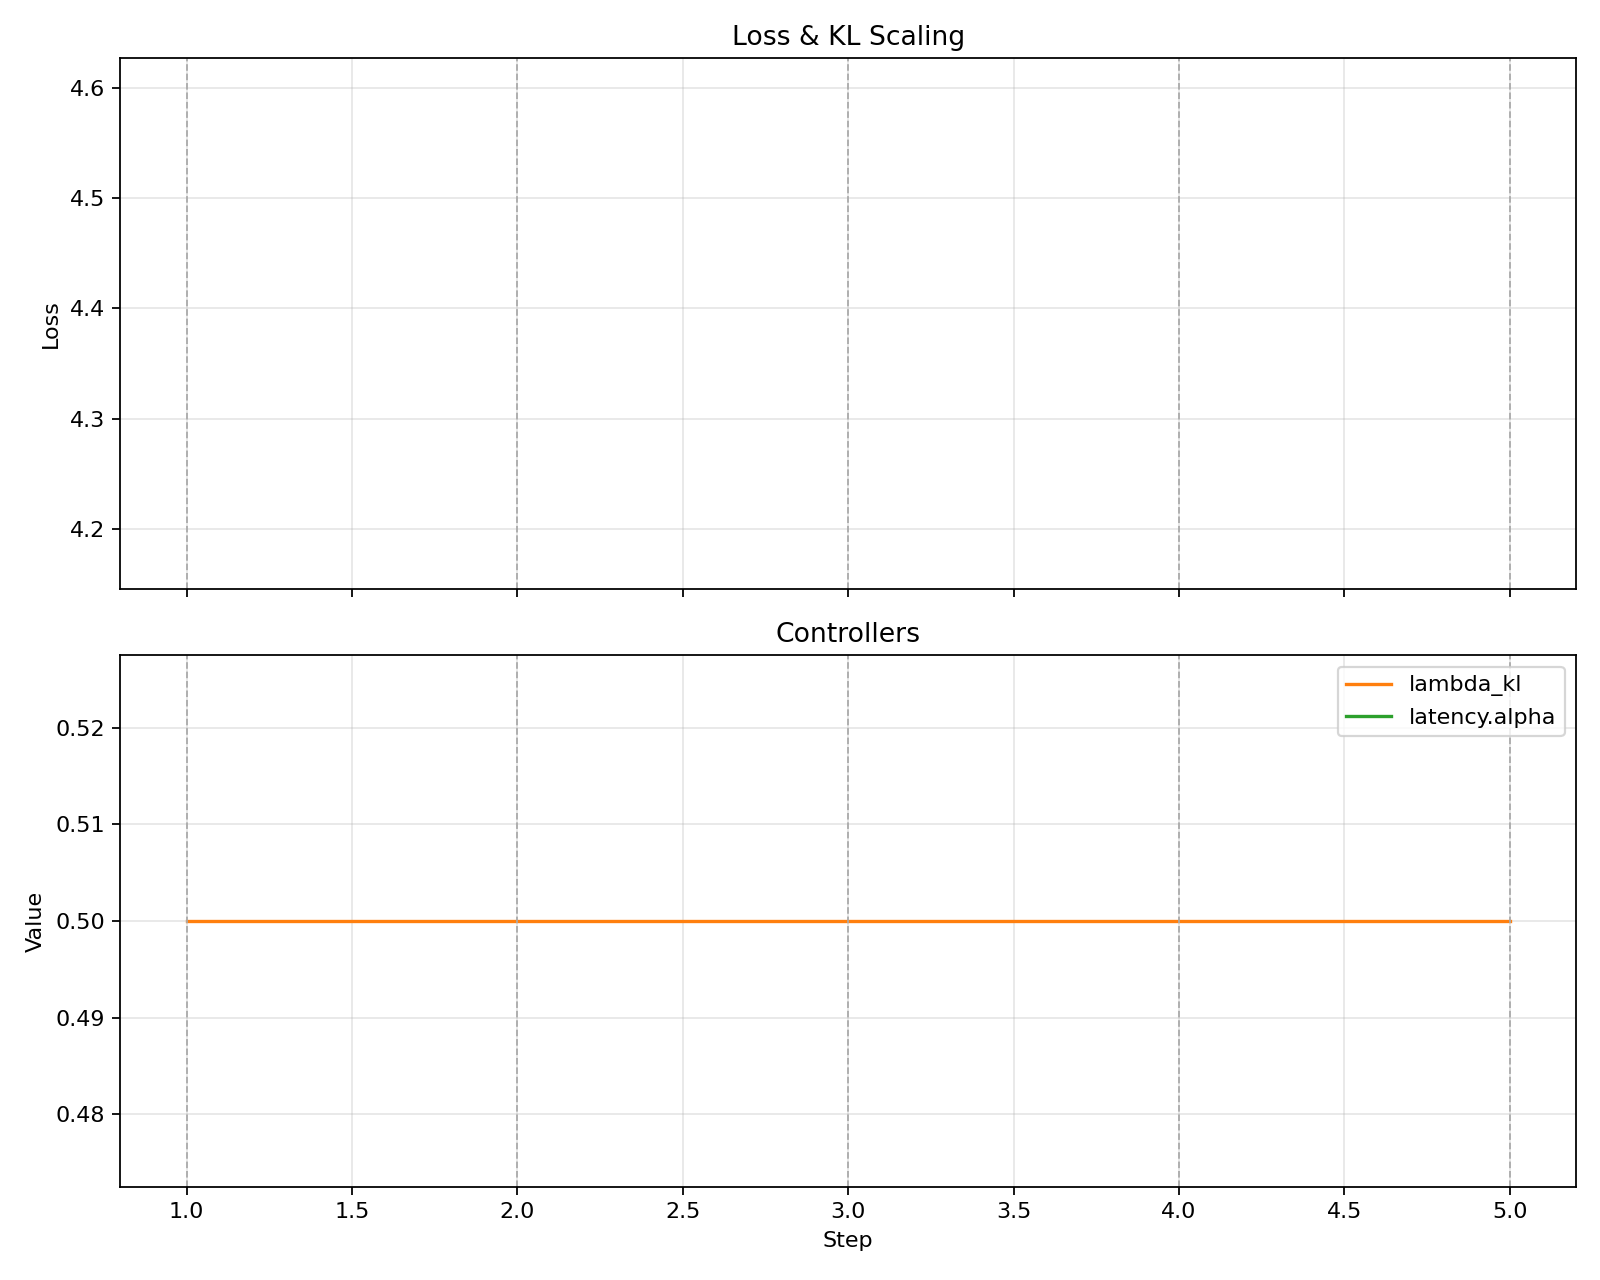 Loss & KL Scaling
4.6
4.5
4.4
4.3
4.2
Loss
Controllers
lambda_kl
latency.alpha
0.52
0.51
0.50
0.49
0.48
Value
1.0 1.5 2.0 2.5 3.0 3.5 4.0 4.5 5.0
Step